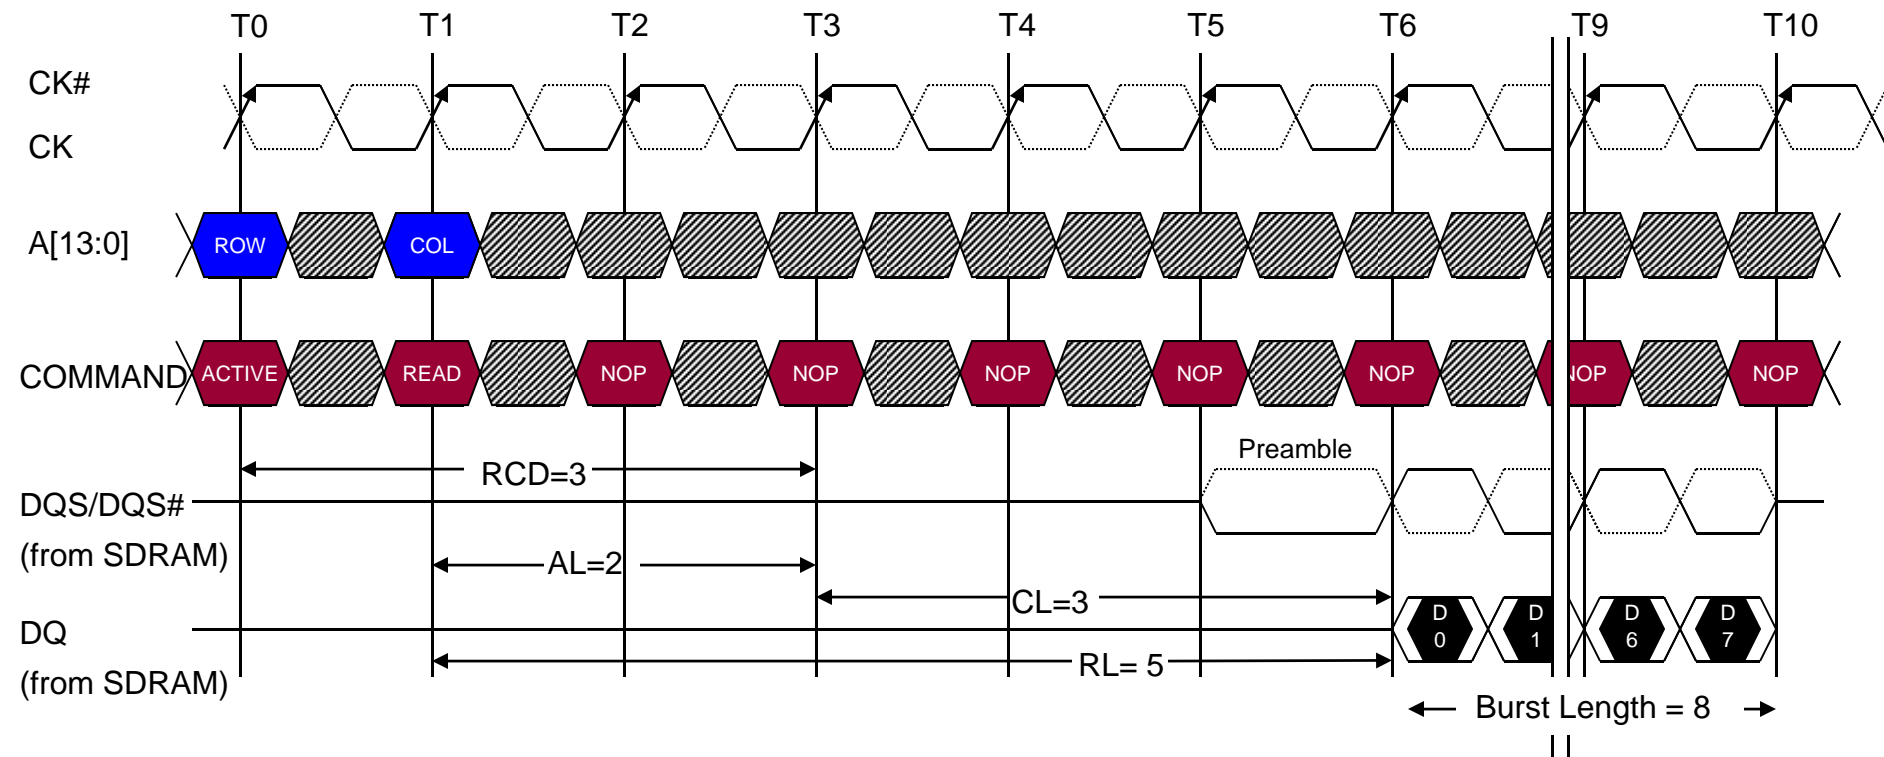 T0 T1 T2 T3 T4 T5 T6 T9 T10
CK#
CK
A[13:0] ROW COL
COMMAND ACTIVE READ NOP NOP NOP NOP NOP NOP NOP
Preamble
RCD=3
DQS/DQS#
(from SDRAM)
AL=2
CL=3
D D D D
0 1 6 7
DQ
RL= 5
(from SDRAM)
Burst Length = 8